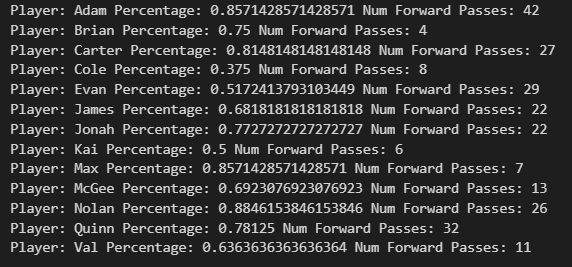 Player: Adam Percentage: 0.8571428571428571 Num Forward Passes: 42
Player: Brian Percentage: 0.75 Num Forward Passes: 4
Player: Carter Percentage: 0.8148148148148148 Num Forward Passes: 27
Player: Cole Percentage: 0.375 Num Forward Passes: 8
Player: Evan Percentage: 0.5172413793103449 Num Forward Passes: 29
Player: James Percentage: 0.6818181818181818 Num Forward Passes: 22
Player: Jonah Percentage: 0.7727272727272727 Num Forward Passes: 22
Player: Kai Percentage: 0.5 Num Forward Passes: 6
Player: Max Percentage: 0.8571428571428571 Num Forward Passes: 7
Player: McGee Percentage: 0.6923076923076923 Num Forward Passes: 13
Player: Nolan Percentage: 0.8846153846153846 Num Forward Passes: 26
Player: Quinn Percentage: 0.78125 Num Forward Passes: 32
Player: Val Percentage: 0.6363636363636364 Num Forward Passes: 11